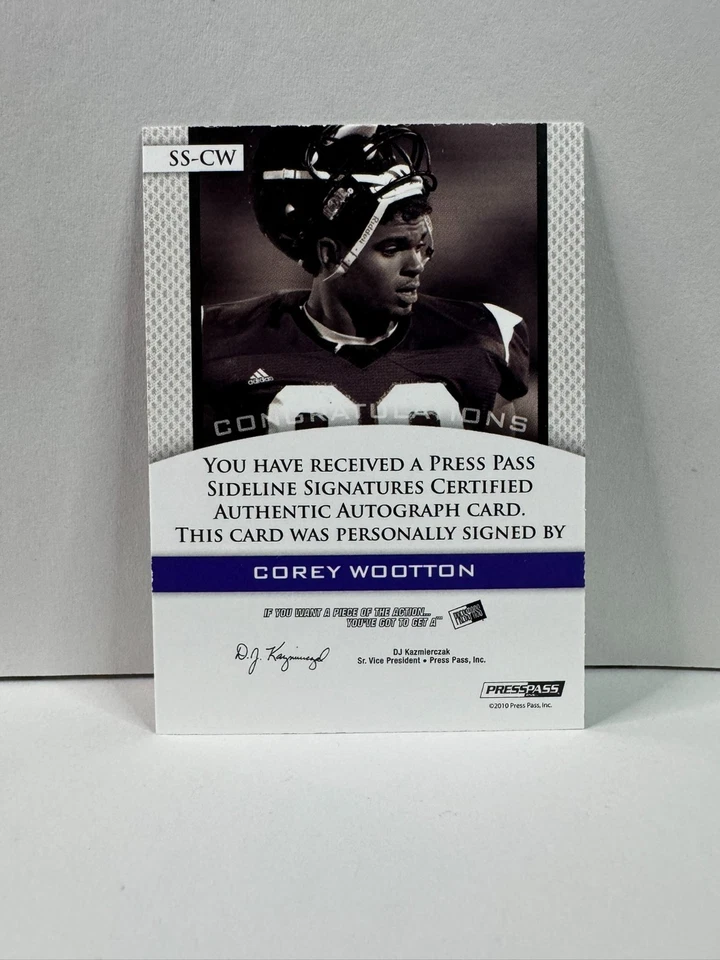 SS-CW
Riddell
adidas
CONGRATULATIONS
YOU HAVE RECEIVED A PRESS PASS
SIDELINE SIGNATURES CERTIFIED
AUTHENTIC AUTOGRAPH CARD.
THIS CARD WAS PERSONALLY SIGNED BY
COREY WOOTTON
IF YOU WANT A PIECE OF THE ACTION...
YOU'VE GOT TO GET A
D.J. Kazmierczak
DJ Kazmierczak
Sr. Vice President • Press Pass, Inc.
PRESS PASS
©2010 Press Pass, Inc.